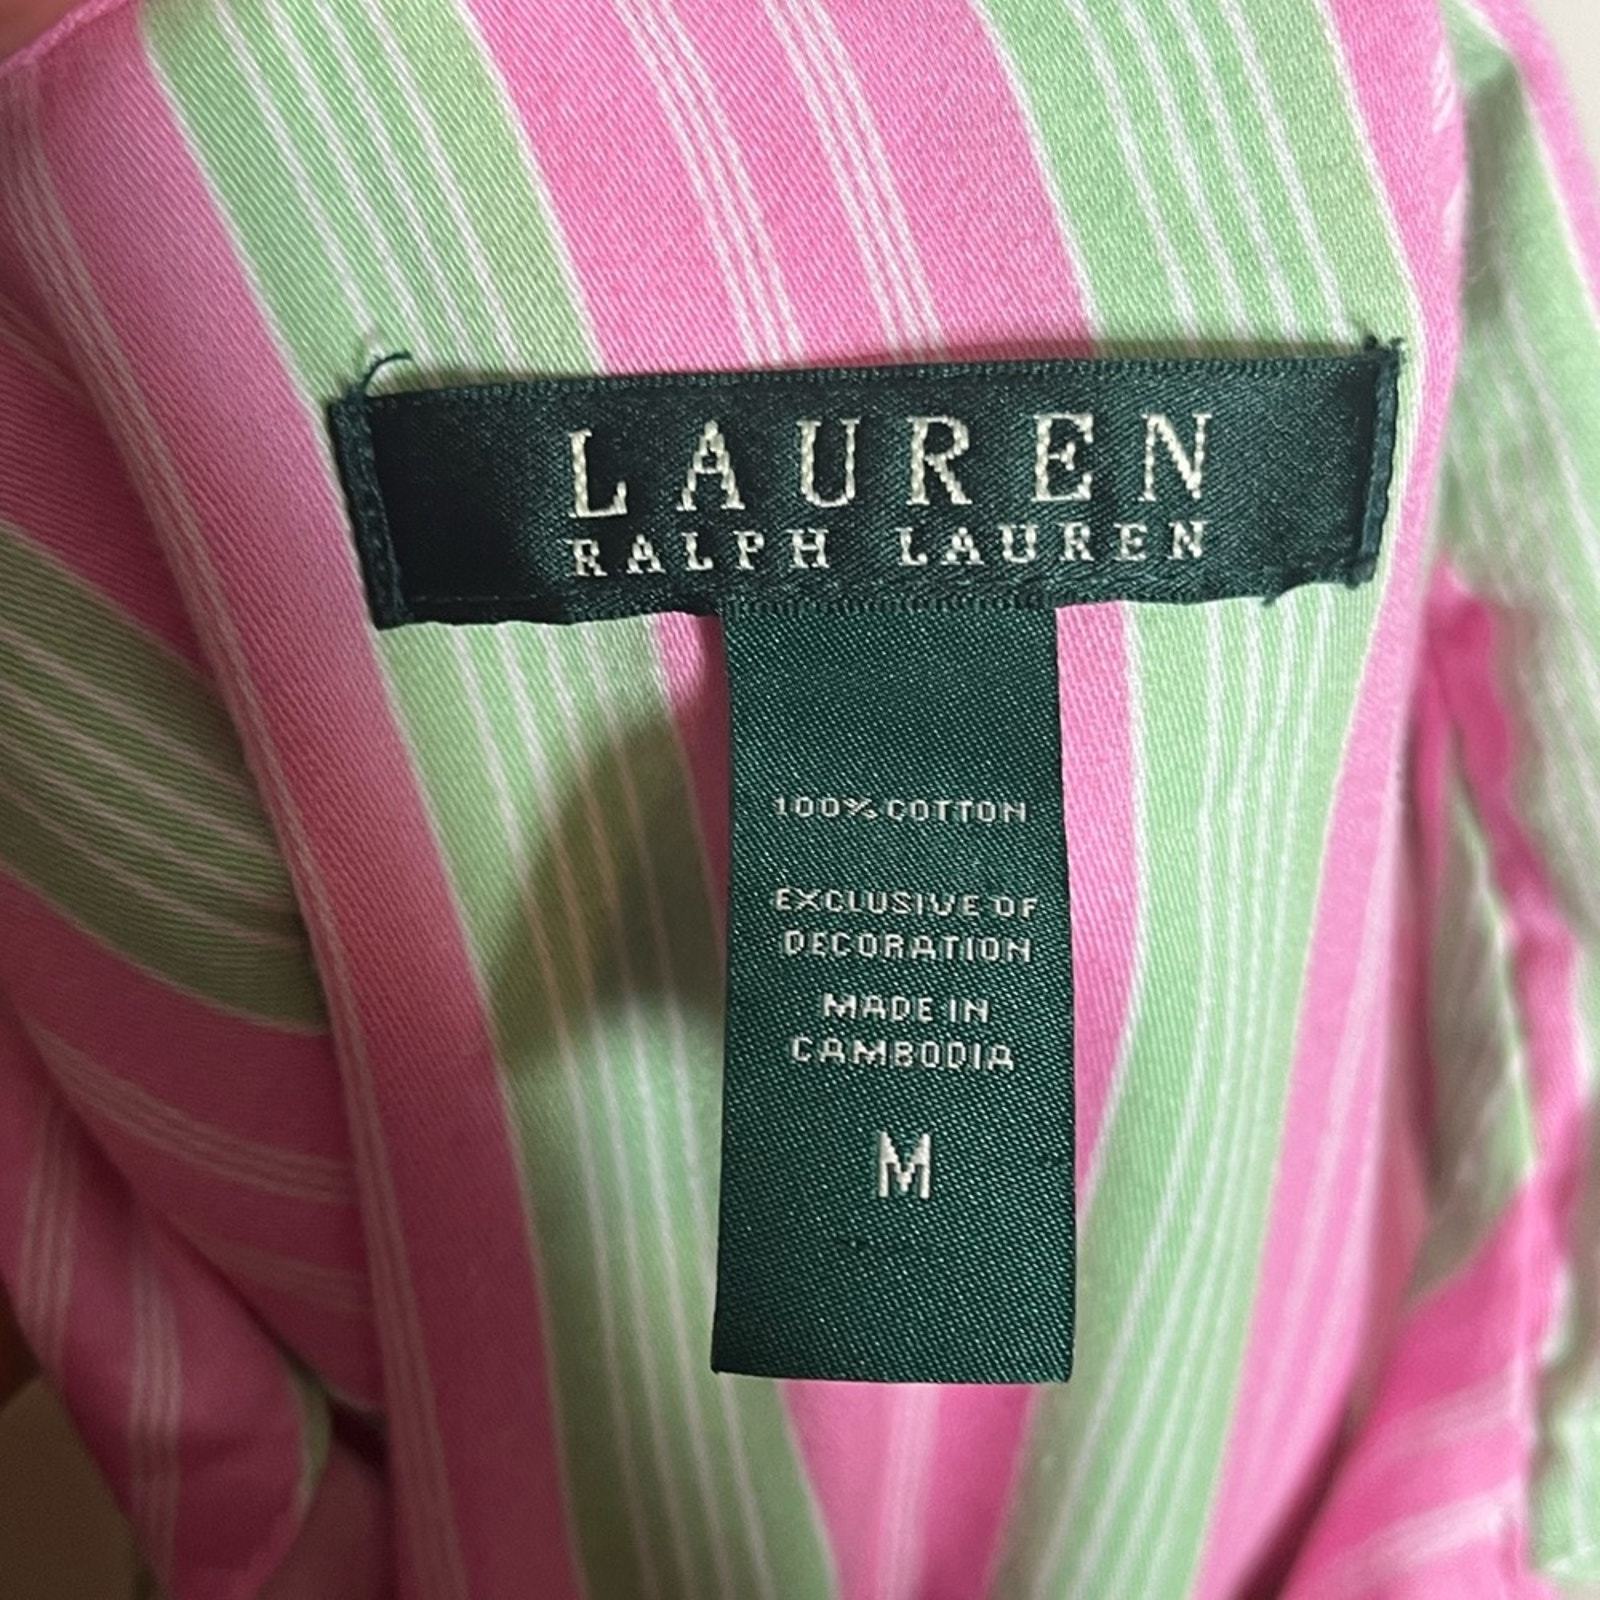 LAUREN
RALPH LAUREN
100% COTTON
EXCLUSIVE OF
DECORATION
MADE IN
CAMBODIA
M